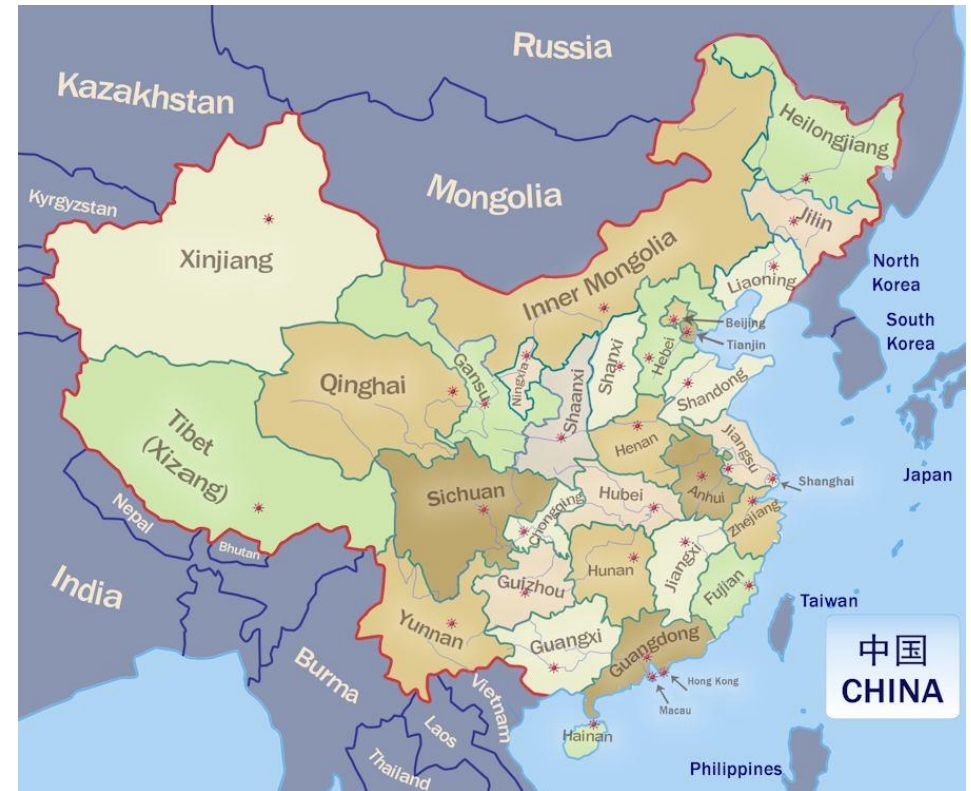 Russia
Kazakhstan
Mongolia
Kyrgyzstan
Heilongjiang
Jilin
Xinjiang
Inner Mongolia
Liaoning
North
Korea
South
Korea
Beijing
Tianjin
Hebei
Shanxi
Shaanxi
Ningxia
Gansu
Qinghai
Shandong
Tibet
(Xizang)
Henan
Jiangsu
Shanghai
Japan
Sichuan
Chongqing
Hubei
Anhui
Zhejiang
Nepal
Bhutan
India
Guizhou
Hunan
Jiangxi
Fujian
Taiwan
Yunnan
Guangxi
Guangdong
Hong Kong
Macau
Burma
Vietnam
Laos
Thailand
Hainan
Philippines
中国
CHINA